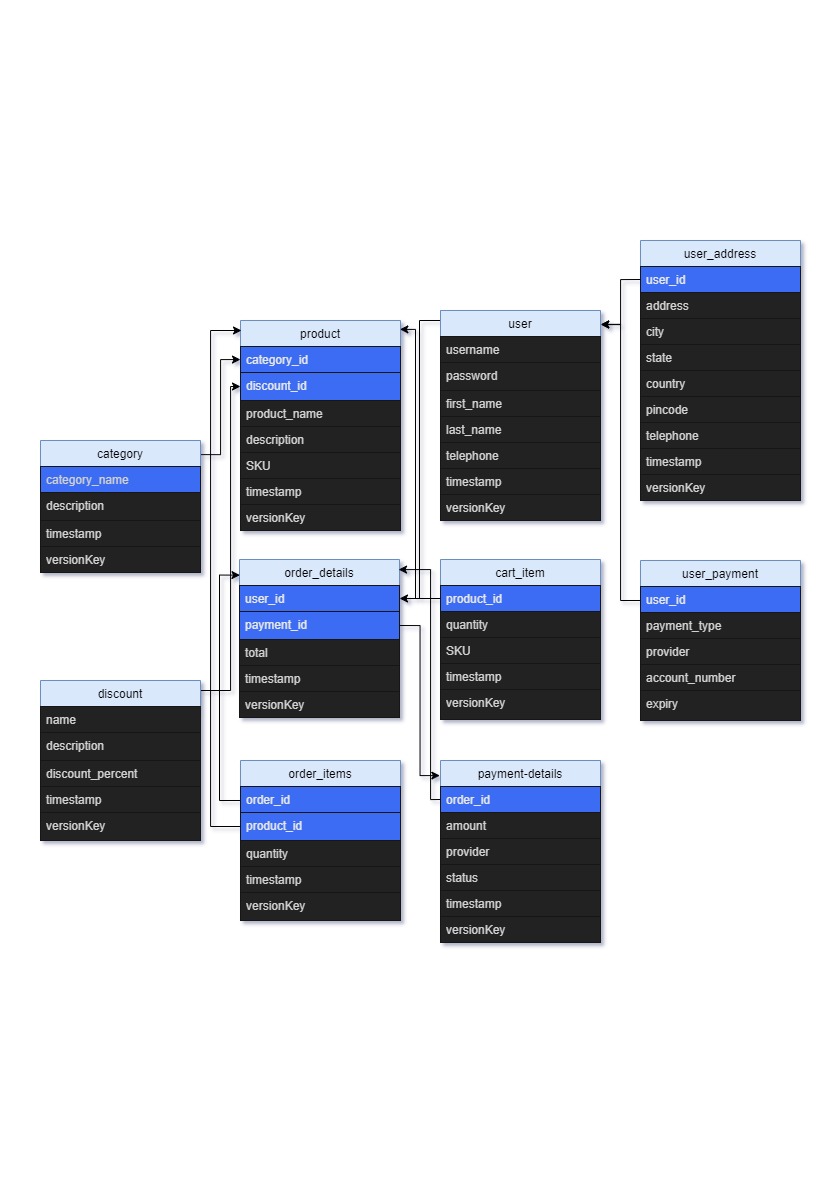 user_address
user_id
address
city
state
country
pincode
telephone
timestamp
versionKey
user
username
password
first_name
last_name
telephone
timestamp
versionKey
product
category_id
discount_id
product_name
description
SKU
timestamp
versionKey
category
category_name
description
timestamp
versionKey
order_details
user_id
payment_id
total
timestamp
versionKey
cart_item
product_id
quantity
SKU
timestamp
versionKey
user_payment
user_id
payment_type
provider
account_number
expiry
discount
name
description
discount_percent
timestamp
versionKey
order_items
order_id
product_id
quantity
timestamp
versionKey
payment-details
order_id
amount
provider
status
timestamp
versionKey